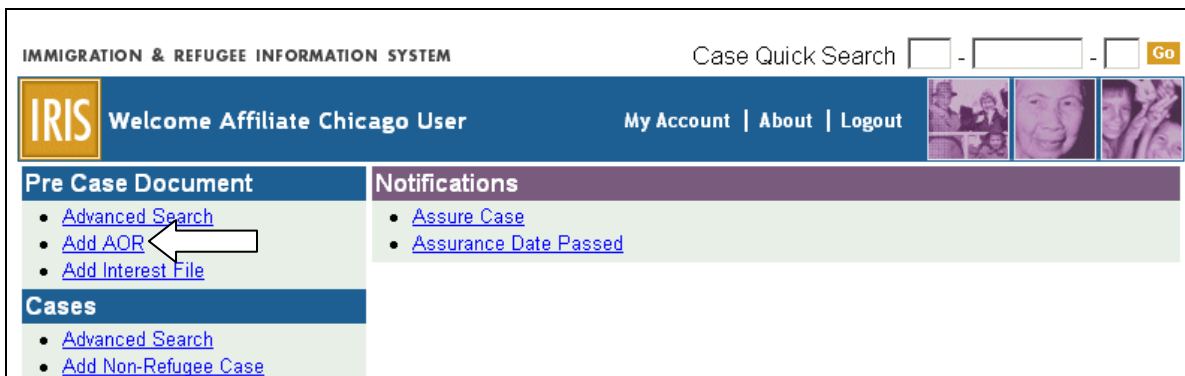 IMMIGRATION & REFUGEE INFORMATION SYSTEM
Case Quick Search - - Go
IRIS Welcome Affiliate Chicago User My Account | About | Logout
Pre Case Document
• Advanced Search
• Add AOR
• Add Interest File
Cases
• Advanced Search
• Add Non-Refugee Case
Notifications
• Assure Case
• Assurance Date Passed